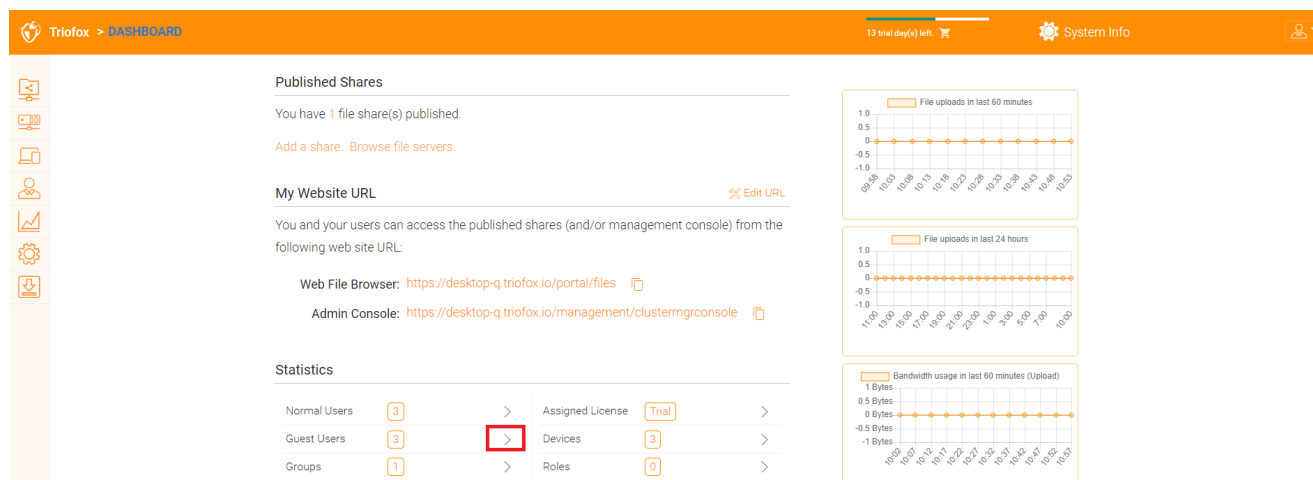 Triofox > DASHBOARD
13 trial day(s) left.
System Info
Published Shares
You have 1 file share(s) published.
Add a share. Browse file servers.
My Website URL
Edit URL
You and your users can access the published shares (and/or management console) from the
following web site URL:
Web File Browser: https://desktop-q.triofox.io/portal/files
Admin Console: https://desktop-q.triofox.io/management/clustermgrconsole
Statistics
Normal Users 3 > Assigned License Trial >
Guest Users 3 > Devices 3 >
Groups 1 > Roles 0 >
File uploads in last 60 minutes
1.0
0.5
0
-0.5
-1.0
09:58 10:03 10:08 10:13 10:18 10:23 10:28 10:33 10:38 10:43 10:48 10:53
File uploads in last 24 hours
1.0
0.5
0
-0.5
-1.0
11:00 13:00 15:00 17:00 19:00 21:00 23:00 1:00 3:00 5:00 7:00 10:00
Bandwidth usage in last 60 minutes (Upload)
1 Bytes
0.5 Bytes
0 Bytes
-0.5 Bytes
-1 Bytes
10:02 10:07 10:12 10:17 10:22 10:27 10:32 10:37 10:42 10:47 10:52 10:57